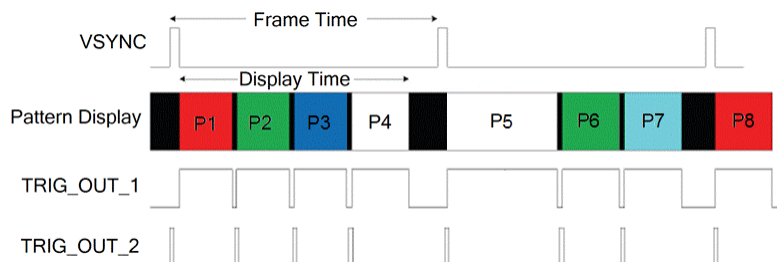 Frame Time
VSYNC
Display Time
Pattern Display P1 P2 P3 P4 P5 P6 P7 P8
TRIG_OUT_1
TRIG_OUT_2